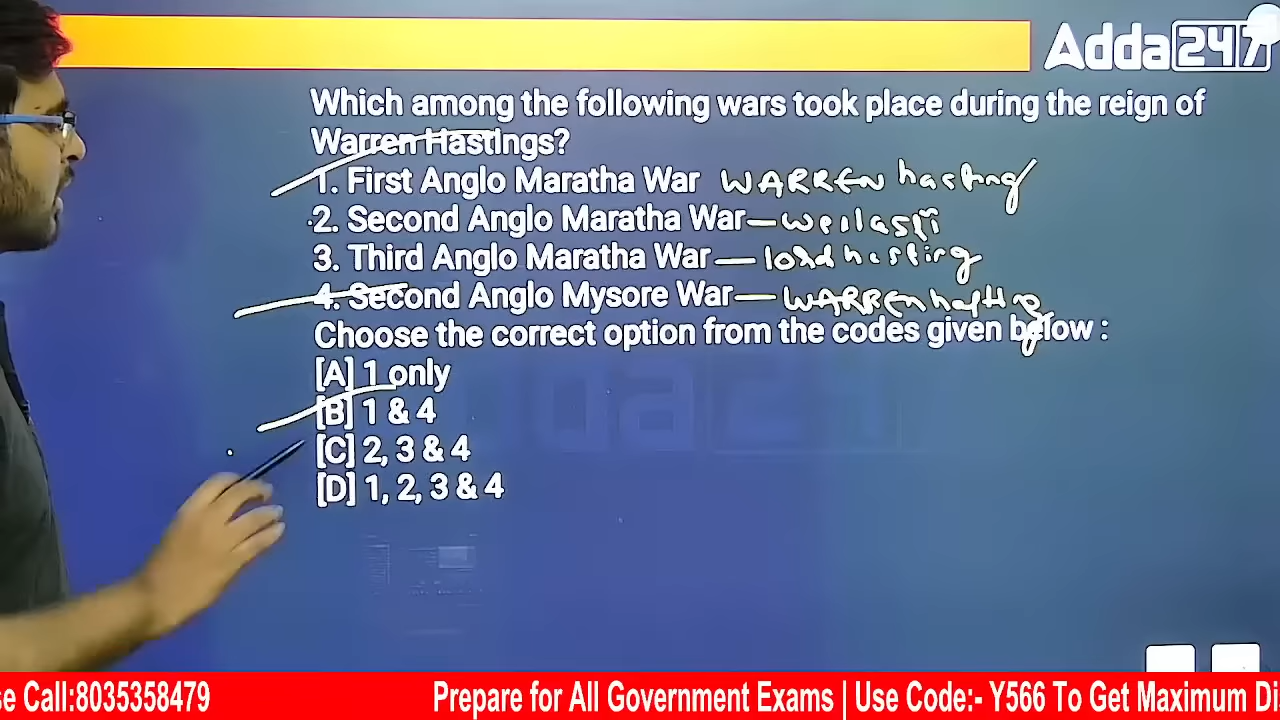 Adda247
Which among the following wars took place during the reign of
Warren Hastings?
1. First Anglo Maratha War WARREN hasting
2. Second Anglo Maratha War
3. Third Anglo Maratha War — lord hasting
4. Second Anglo Mysore War — WARREN hasting
Choose the correct option from the codes given below :
[A] 1 only
[B] 1 & 4
[C] 2, 3 & 4
[D] 1, 2, 3 & 4
se Call:8035358479 Prepare for All Government Exams | Use Code:- Y566 To Get Maximum Di